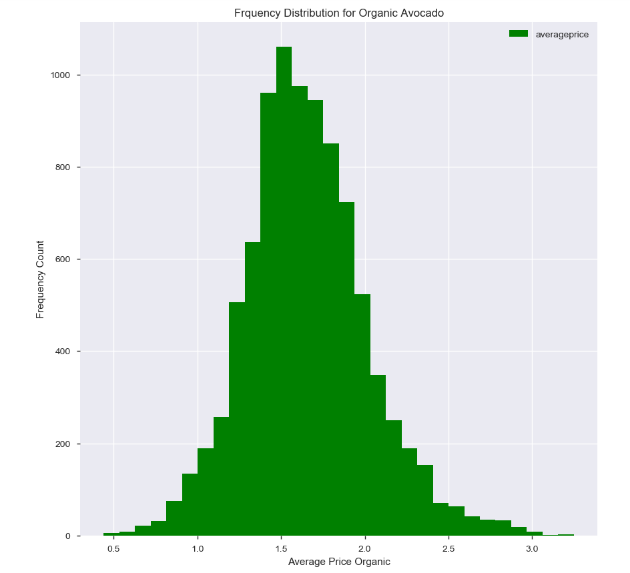 Frquency Distribution for Organic Avocado
averageprice
1000
800
600
400
200
0
Frequency Count
0.5 1.0 1.5 2.0 2.5 3.0
Average Price Organic